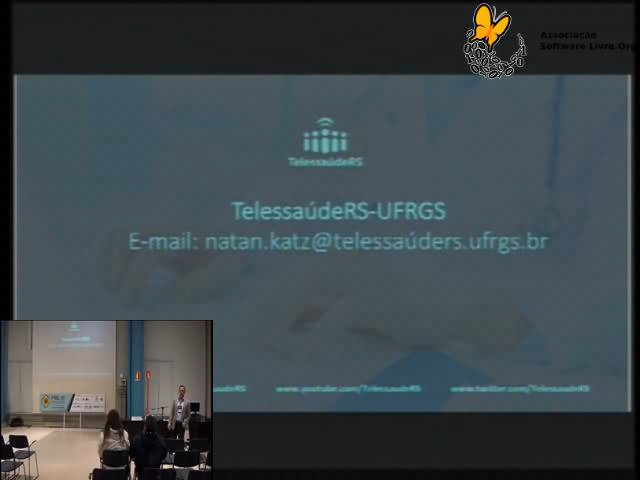 Associação
Software Livre.Org
TelessaúdeRS
TelessaúdeRS-UFRGS
E-mail: natan.katz@telessaúders.ufrgs.br
www.youtube.com/TelessaudeRS
www.twitter.com/TelessaudeRS